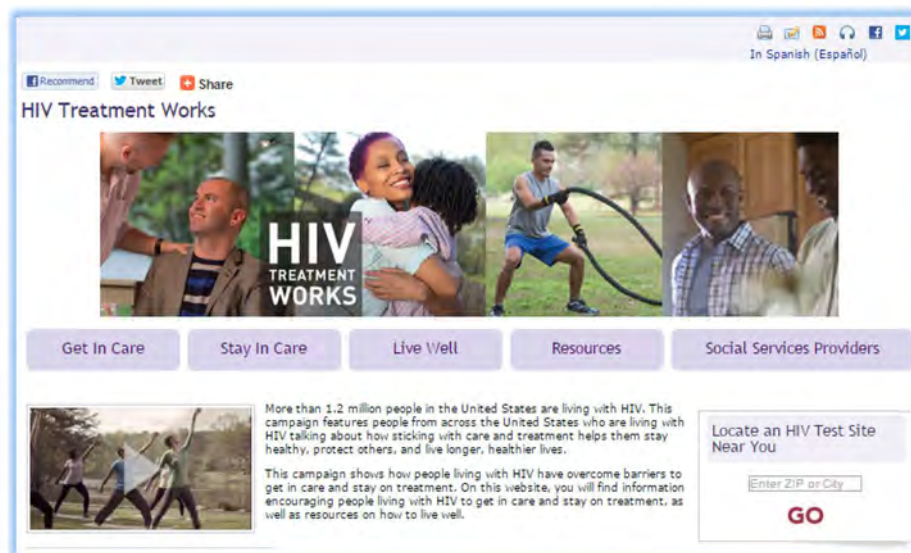 In Spanish (Español)
Recommend Tweet Share
HIV Treatment Works
HIV
TREATMENT
WORKS
Get In Care Stay In Care Live Well Resources Social Services Providers
More than 1.2 million people in the United States are living with HIV. This
campaign features people from across the United States who are living with
HIV talking about how sticking with care and treatment helps them stay
healthy, protect others, and live longer, healthier lives.
This campaign shows how people living with HIV have overcome barriers to
get in care and stay on treatment. On this website, you will find information
encouraging people living with HIV to get in care and stay on treatment, as
well as resources on how to live well.
Locate an HIV Test Site
Near You
Enter ZIP or City
GO